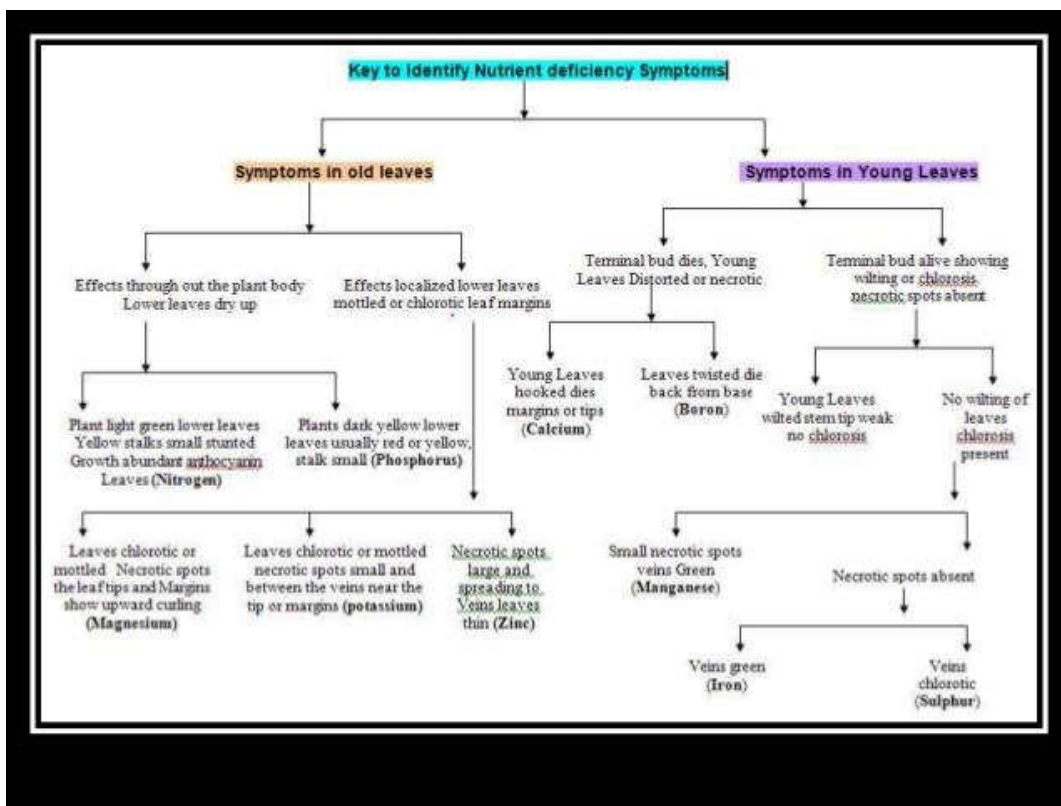 Key to Identify Nutrient deficiency Symptoms
Symptoms in old leaves
Symptoms in Young Leaves
Effects through out the plant body
Lower leaves dry up
Effects localized lower leaves
mottled or chlorotic leaf margins
Terminal bud dies, Young
Leaves Distorted or necrotic
Terminal bud alive showing
wilting or chlorosis
necrotic spots absent
Plant light green lower leaves
Yellow stalks small stunted
Growth abundant anthocyanin
Leaves (Nitrogen)
Plants dark yellow lower
leaves usually red or yellow,
stalk small (Phosphorus)
Young Leaves
hooked dies
margins or tips
(Calcium)
Leaves twisted die
back from base
(Boron)
Young Leaves
wilted stem tip weak
no chlorosis
No wilting of
leaves
chlorosis
present
Leaves chlorotic or
mottled Necrotic spots
the leaf tips and Margins
show upward curling
(Magnesium)
Leaves chlorotic or mottled
necrotic spots small and
between the veins near the
tip or margins (potassium)
Necrotic spots
large and
spreading to
Veins leaves
thin (Zinc)
Small necrotic spots
veins Green
(Manganese)
Necrotic spots absent
Veins green
(Iron)
Veins
chlorotic
(Sulphur)